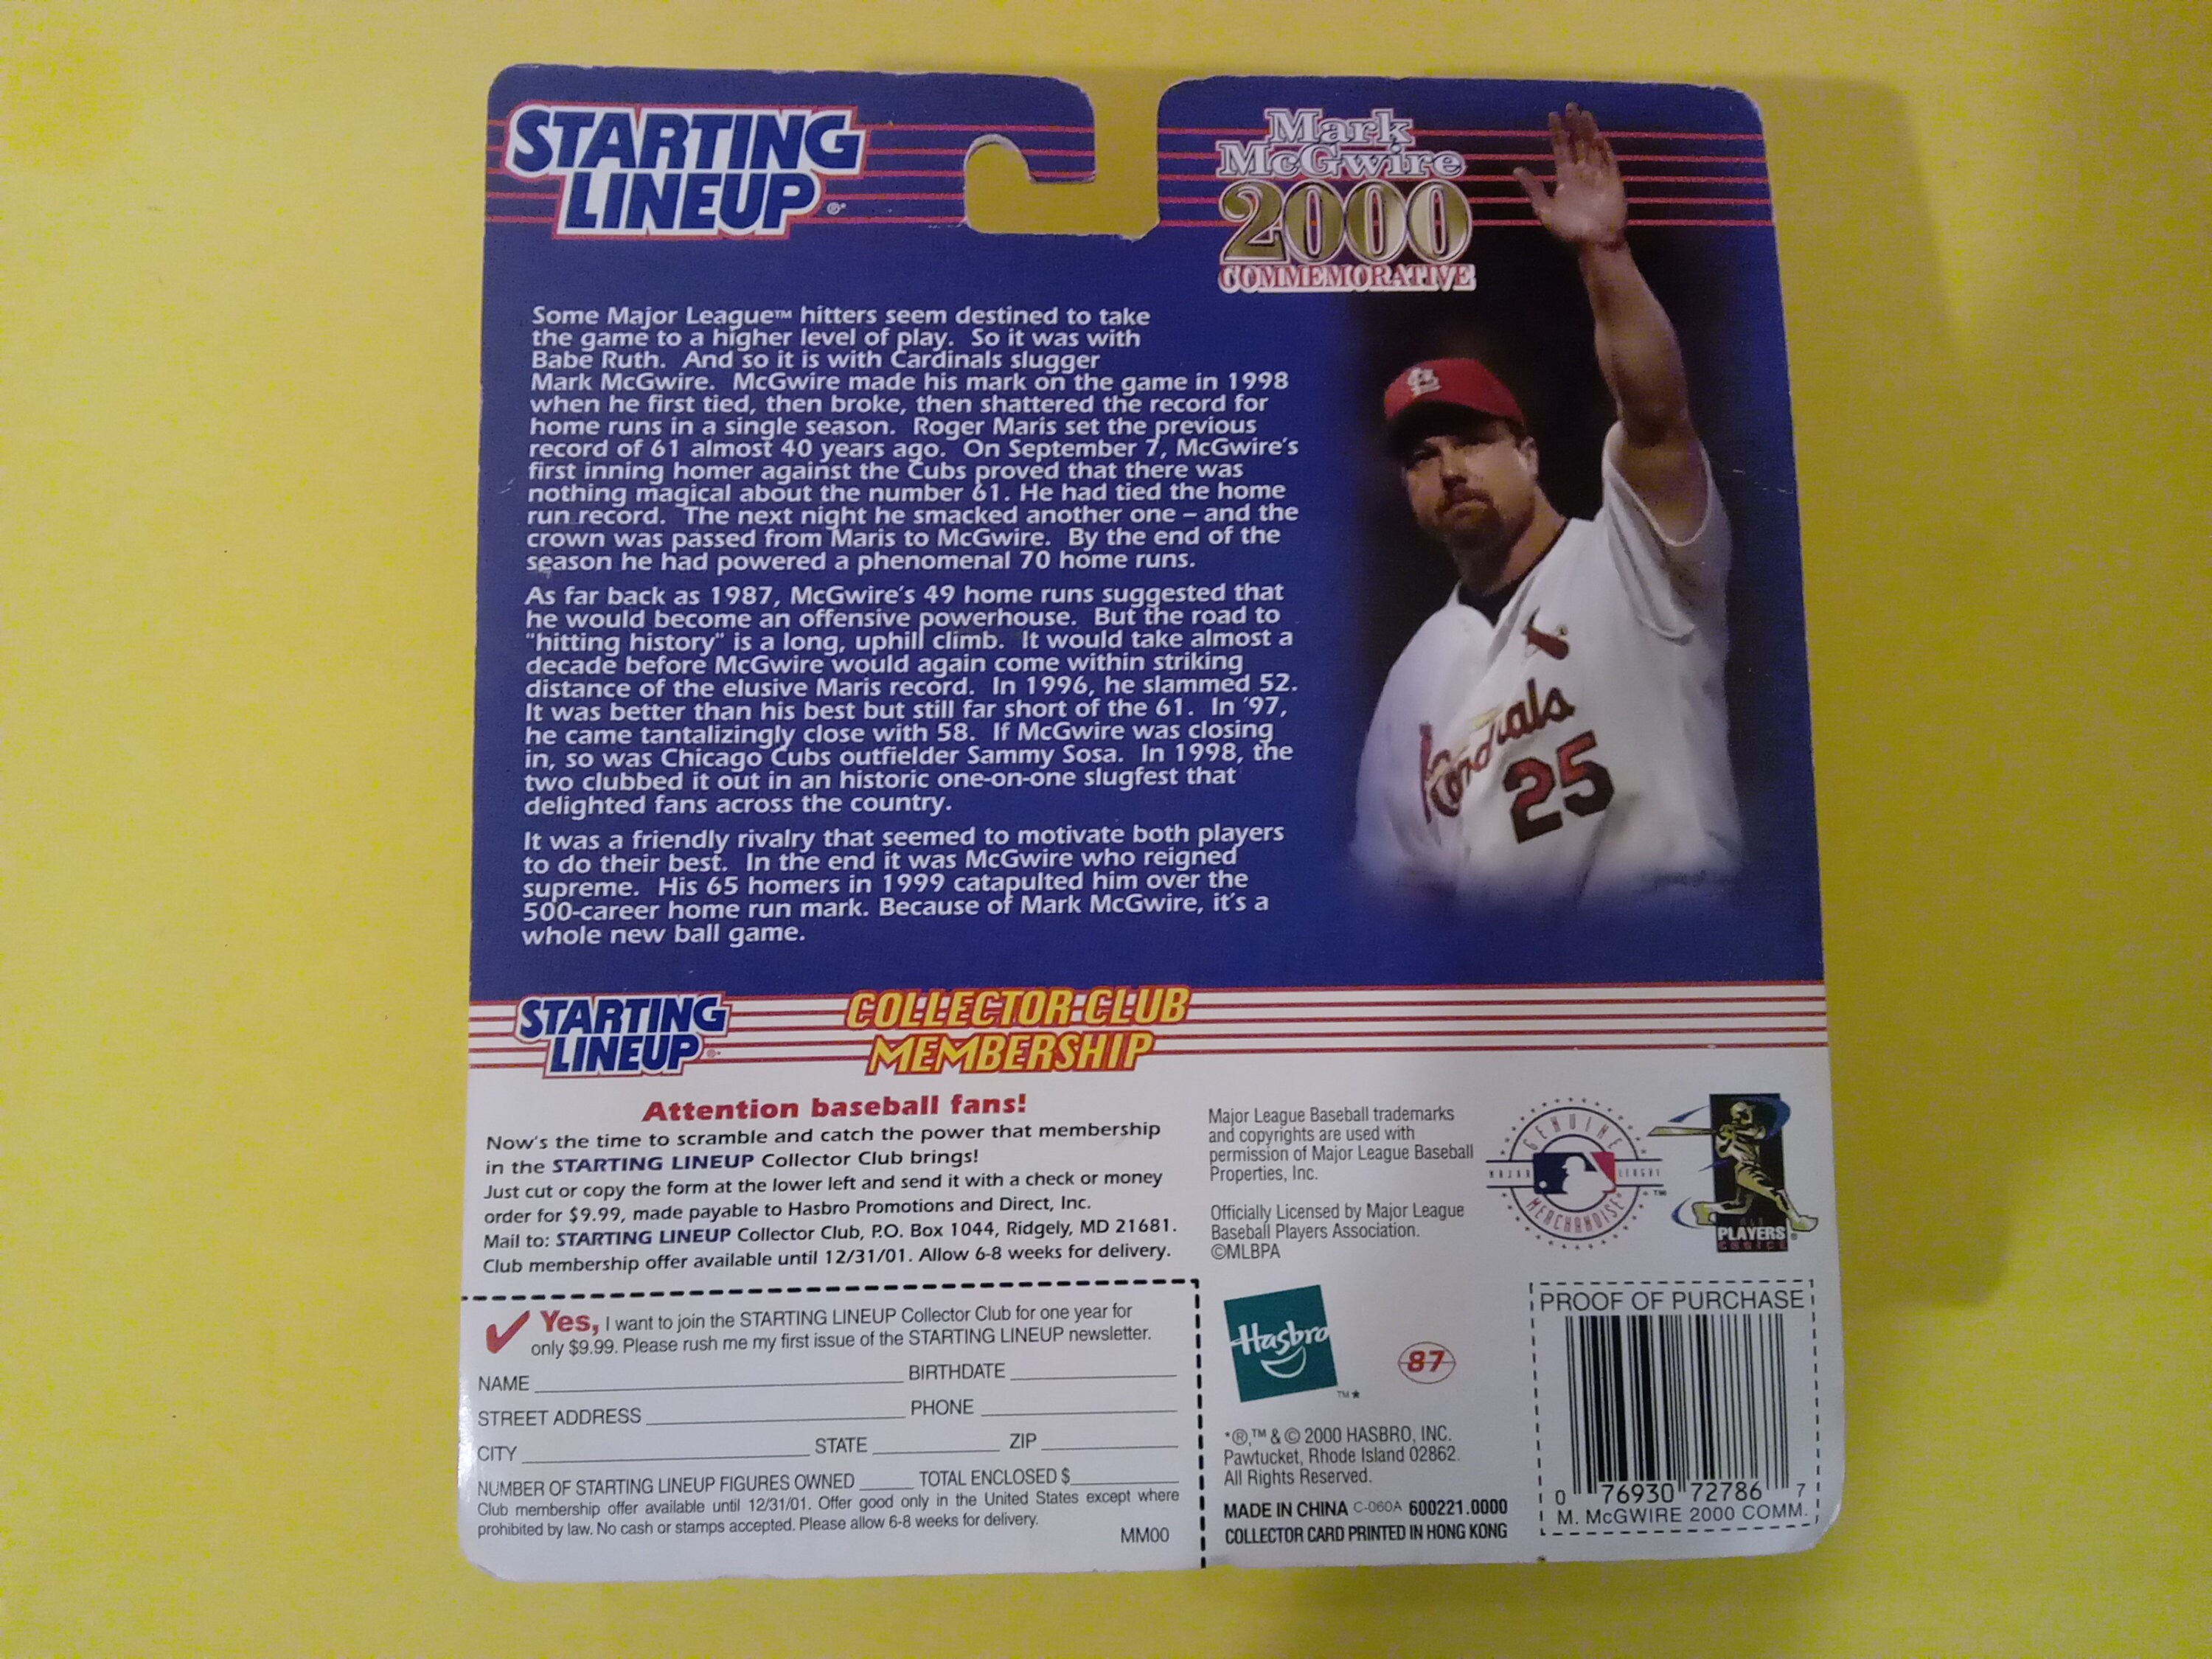 STARTING
LINEUP ®*
Mark
McGwire
2000
COMMEMORATIVE
Some Major League™ hitters seem destined to take
the game to a higher level of play. So it was with
Babe Ruth. And so it is with Cardinals slugger
Mark McGwire. McGwire made his mark on the game in 1998
when he first tied, then broke, then shattered the record for
home runs in a single season. Roger Maris set the previous
record of 61 almost 40 years ago. On September 7, McGwire's
first inning homer against the Cubs proved that there was
nothing magical about the number 61. He had tied the home
run record. The next night he smacked another one – and the
crown was passed from Maris to McGwire. By the end of the
season he had powered a phenomenal 70 home runs.
As far back as 1987, McGwire's 49 home runs suggested that
he would become an offensive powerhouse. But the road to
"hitting history" is a long, uphill climb. It would take almost a
decade before McGwire would again come within striking
distance of the elusive Maris record. In 1996, he slammed 52.
It was better than his best but still far short of the 61. In '97,
he came tantalizingly close with 58. If McGwire was closing
in, so was Chicago Cubs outfielder Sammy Sosa. In 1998, the
two clubbed it out in an historic one-on-one slugfest that
delighted fans across the country.
It was a friendly rivalry that seemed to motivate both players
to do their best. In the end it was McGwire who reigned
supreme. His 65 homers in 1999 catapulted him over the
500-career home run mark. Because of Mark McGwire, it's a
whole new ball game.
Cardinals
25
STARTING
LINEUP ®*
COLLECTOR CLUB
MEMBERSHIP
Attention baseball fans!
Now's the time to scramble and catch the power that membership
in the STARTING LINEUP Collector Club brings!
Just cut or copy the form at the lower left and send it with a check or money
order for $9.99, made payable to Hasbro Promotions and Direct, Inc.
Mail to: STARTING LINEUP Collector Club, P.O. Box 1044, Ridgely, MD 21681.
Club membership offer available until 12/31/01. Allow 6-8 weeks for delivery.
Major League Baseball trademarks
and copyrights are used with
permission of Major League Baseball
Properties, Inc.
Officially Licensed by Major League
Baseball Players Association.
©MLBPA
GENUINE
MAJOR LEAGUE
MERCHANDISE ™
PLAYERS
CHOICE ®
Yes, I want to join the STARTING LINEUP Collector Club for one year for
only $9.99. Please rush me my first issue of the STARTING LINEUP newsletter.
NAME BIRTHDATE
STREET ADDRESS PHONE
CITY STATE ZIP
NUMBER OF STARTING LINEUP FIGURES OWNED TOTAL ENCLOSED $
Club membership offer available until 12/31/01. Offer good only in the United States except where
prohibited by law. No cash or stamps accepted. Please allow 6-8 weeks for delivery.
MM00
Hasbro
™*
87
*®,™ & © 2000 HASBRO, INC.
Pawtucket, Rhode Island 02862.
All Rights Reserved.
MADE IN CHINA C-060A 600221.0000
COLLECTOR CARD PRINTED IN HONG KONG
PROOF OF PURCHASE
0 76930 72786 7
M. McGWIRE 2000 COMM.